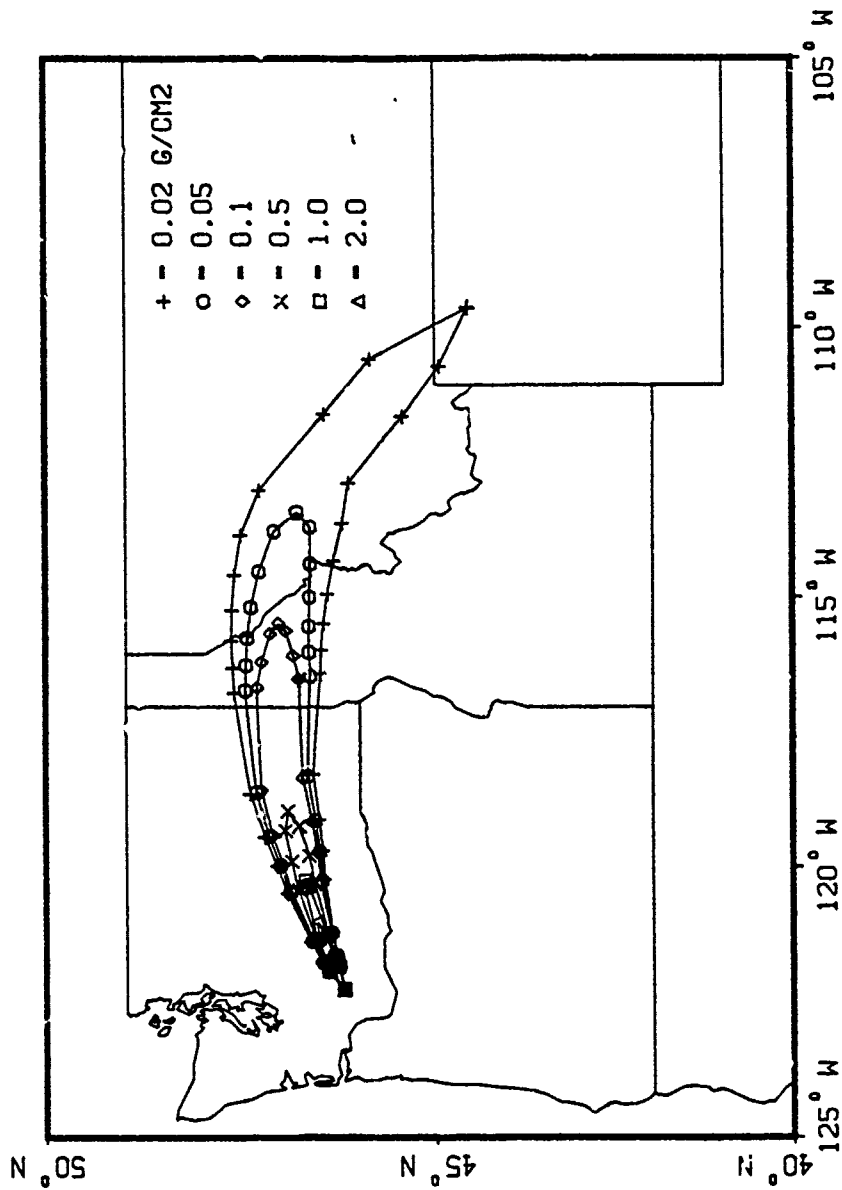 + - 0.02 G/CM2
○ - 0.05
◇ - 0.1
× - 0.5
□ - 1.0
△ - 2.0
50° N
45° N
40° N
125° W
120° W
115° W
110° W
105° W